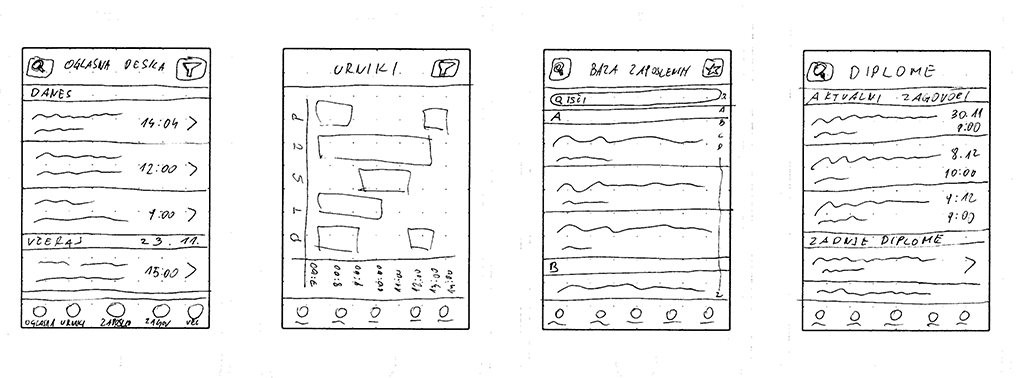 OGLASNA DESKA
DANES
14:04
12:00
9:00
VČERAJ 23.11.
15:00
OGLASNA URNIKI ZAPOSLEN ZAGOV VEČ
URNIKI
P
Č
S
T
P
7:00 8:00 9:00 10:00 11:00 12:00 13:00 14:00
BAZA ZAPOSLENIH
IŠČI
A
B
A
B
C
D
Z
DIPLOME
AKTUALNI ZAGOVORI
30.11
9:00
8.12
10:00
9.12
9:00
ZADNJE DIPLOME